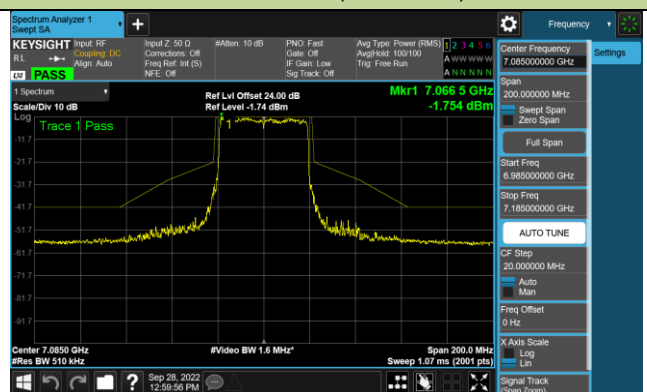 Spectrum Analyzer 1
Swept SA
Frequency
KEYSIGHT
RL
LXI
PASS
Input: RF
Coupling: DC
Align: Auto
Input Z: 50 Ω
Corrections: Off
Freq Ref: Int (S)
NFE: Off
#Atten: 10 dB
PNO: Fast
Gate: Off
IF Gain: Low
Sig Track: Off
Avg Type: Power (RMS)
Avg|Hold: 100/100
Trig: Free Run
1 2 3 4 5 6
A W W W W W
A N N N N N
1 Spectrum
Scale/Div 10 dB
Ref Lvl Offset 24.00 dB
Ref Level -1.74 dBm
Mkr1 7.066 5 GHz
-1.754 dBm
Log
Trace 1 Pass
1
-11.7
-21.7
-31.7
-41.7
-51.7
-61.7
-71.7
-81.7
-91.7
Center 7.0850 GHz
#Res BW 510 kHz
#Video BW 1.6 MHz*
Span 200.0 MHz
Sweep 1.07 ms (2001 pts)
Sep 28, 2022
12:59:56 PM
Center Frequency
7.085000000 GHz
Settings
Span
200.000000 MHz
Swept Span
Zero Span
Full Span
Start Freq
6.985000000 GHz
Stop Freq
7.185000000 GHz
AUTO TUNE
CF Step
20.000000 MHz
Auto
Man
Freq Offset
0 Hz
X Axis Scale
Log
Lin
Signal Track
(Span Zoom)